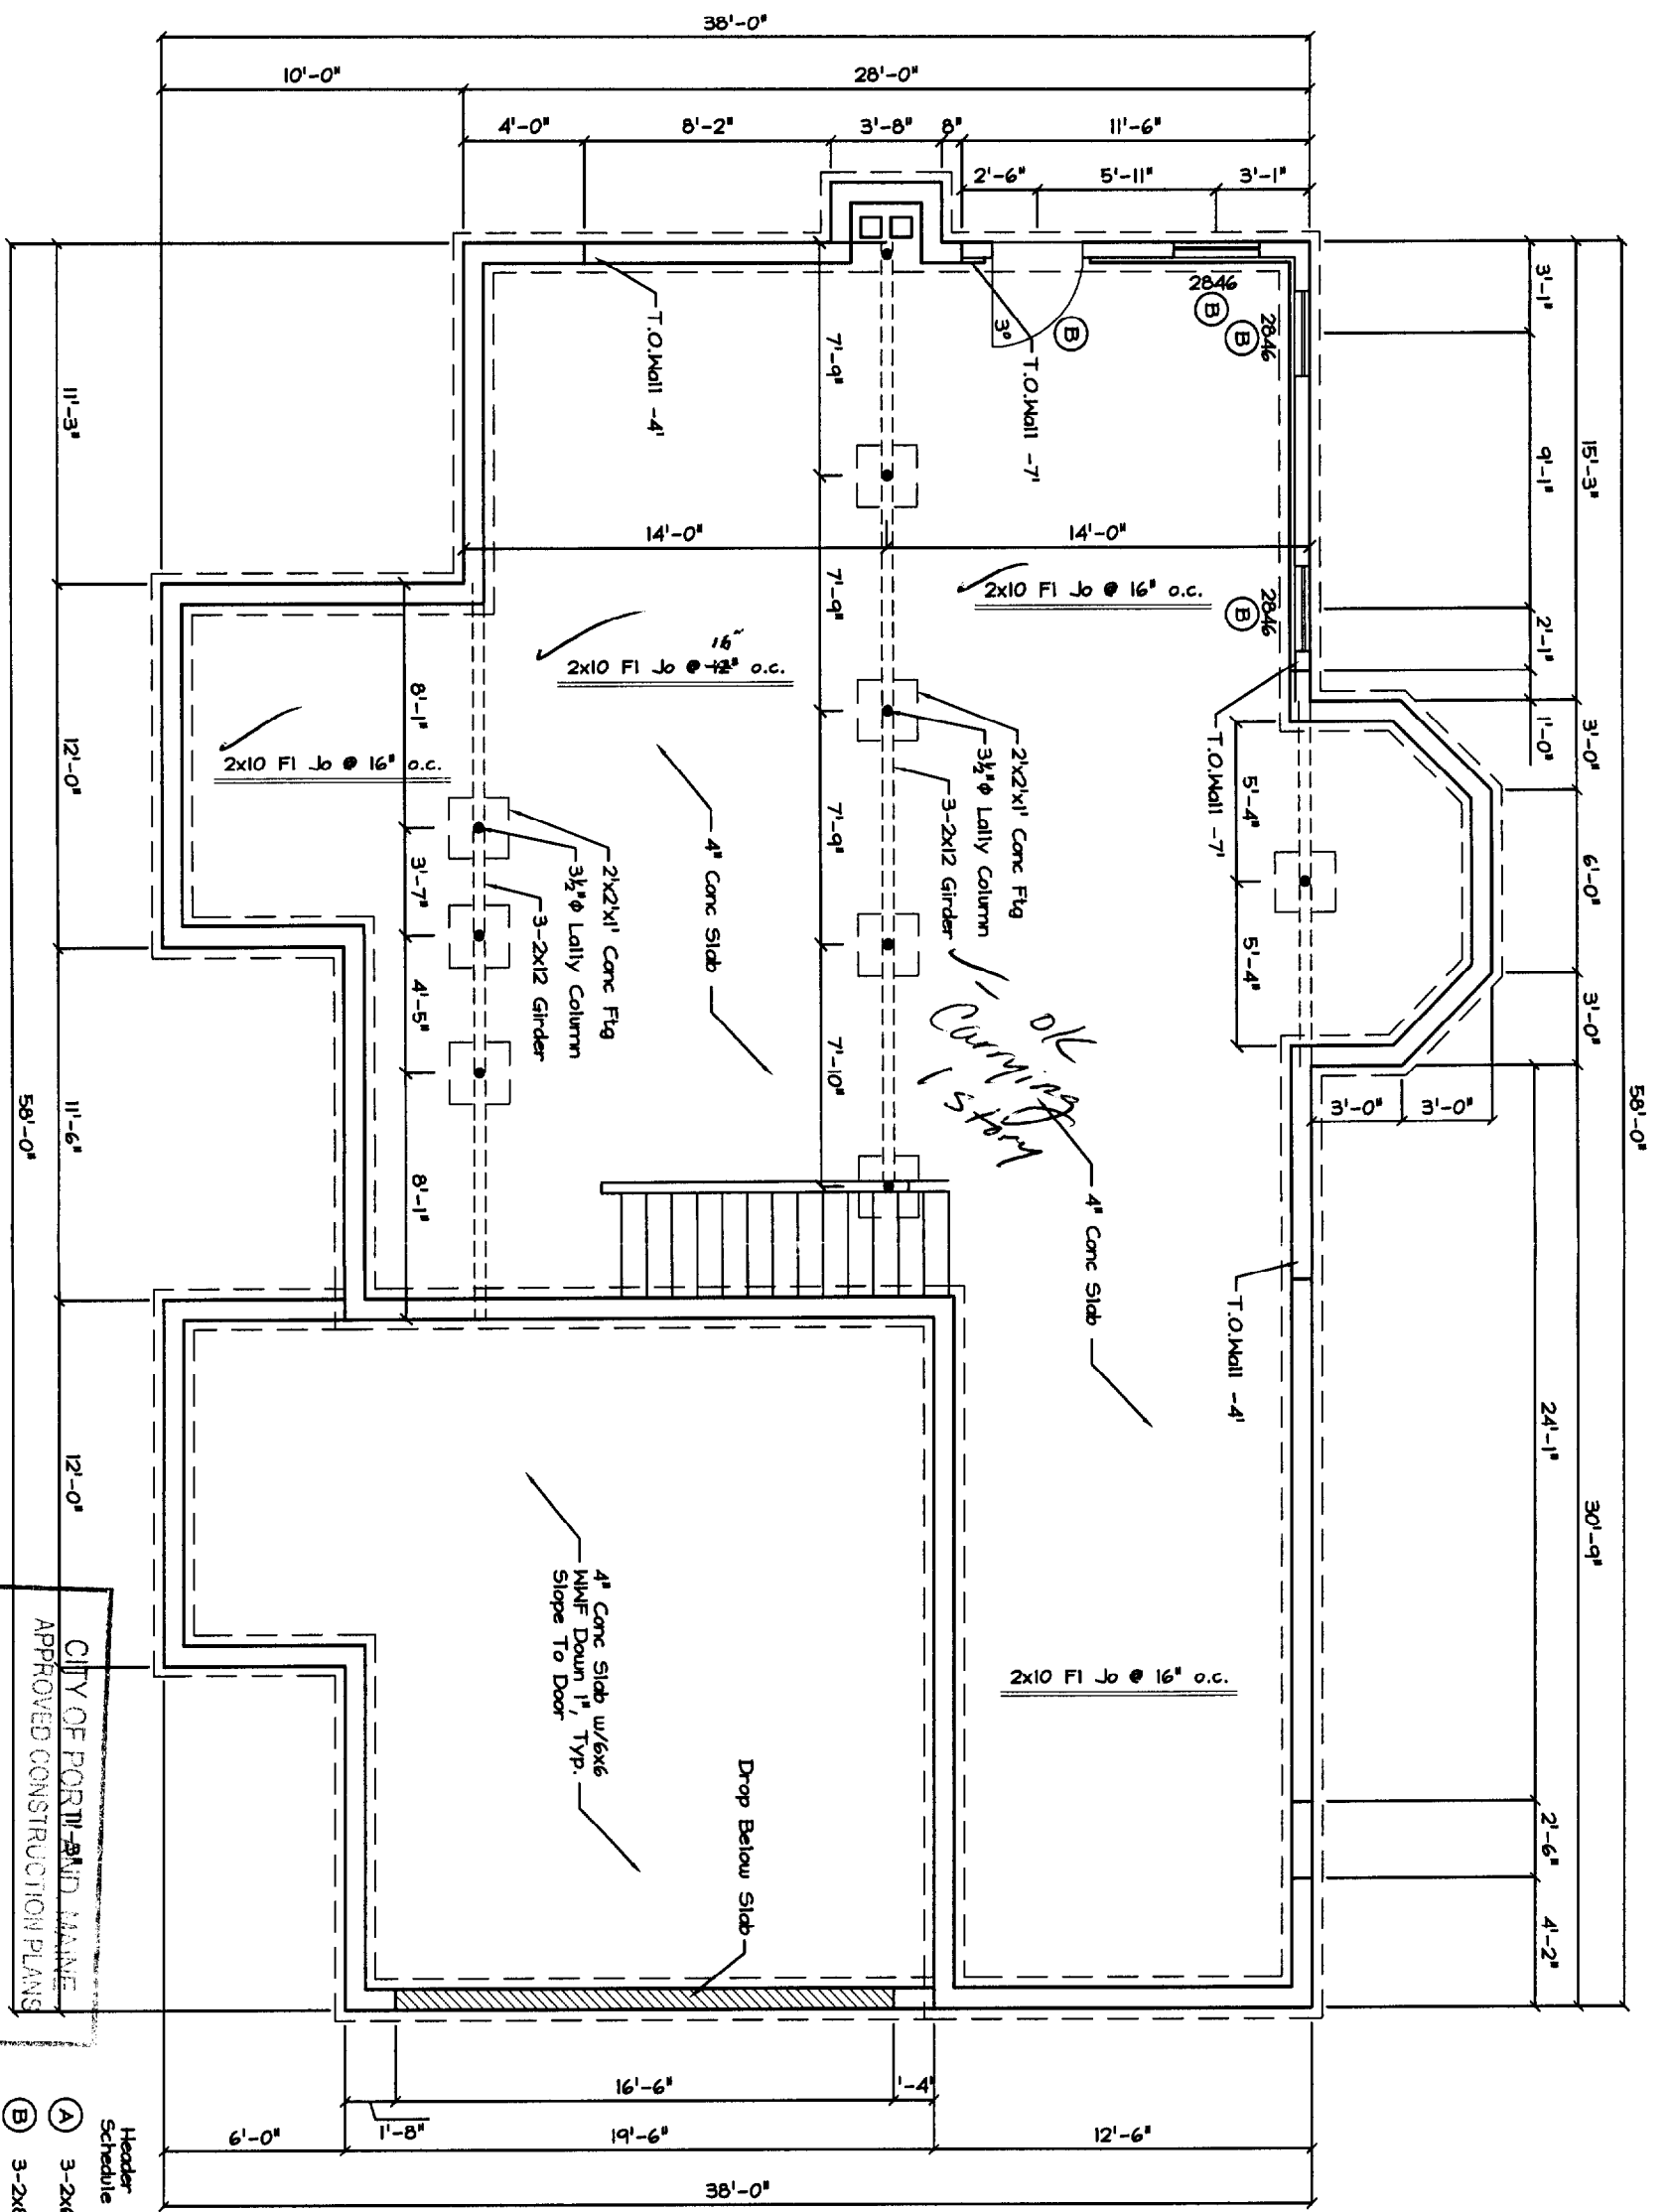 38'-0"
10'-0"
28'-0"
4'-0"
8'-2"
3'-8"
8"
11'-6"
2'-6"
5'-11"
3'-1"
58'-0"
15'-3"
3'-0"
6'-0"
3'-0"
30'-9"
3'-1"
9'-1"
2'-1"
1'-0"
24'-1"
2'-6"
4'-2"
3'-0"
3'-0"
2846
B
2846
B
B
3°
2846
B
T.O.Wall -7'
T.O.Wall -4'
T.O.Wall -7'
5'-4"
5'-4"
T.O.Wall -4'
14'-0"
14'-0"
7'-9"
7'-9"
7'-9"
7'-10"
2x10 Fl Jo @ 16" o.c.
16"
2x10 Fl Jo @ 12" o.c.
2x10 Fl Jo @ 16" o.c.
2x10 Fl Jo @ 16" o.c.
2'x2'x1' Conc Ftg
3½"φ Lally Column
3-2x12 Girder
OK
Carrying
1 Story
4" Conc Slab
4" Conc Slab
2'x2'x1' Conc Ftg
3½"φ Lally Column
3-2x12 Girder
8'-1"
3'-7"
4'-5"
8'-1"
4" Conc Slab w/6x6
WWF Down 1", Typ.
Slope To Door
Drop Below Slab
11'-3"
12'-0"
11'-6"
12'-0"
11'-3"
58'-0"
CITY OF PORTLAND MAINE
APPROVED CONSTRUCTION PLANS
16'-6"
1'-4"
1'-8"
6'-0"
19'-6"
12'-6"
38'-0"
Header
Schedule
A
B